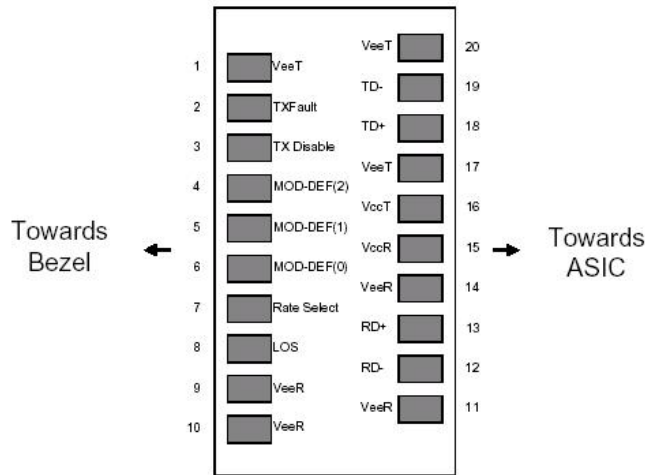 Towards
Bezel
1 VeeT
2 TXFault
3 TX Disable
4 MOD-DEF(2)
5 MOD-DEF(1)
6 MOD-DEF(0)
7 Rate Select
8 LOS
9 VeeR
10 VeeR
VeeT 20
TD- 19
TD+ 18
VeeT 17
VccT 16
VccR 15
VeeR 14
RD+ 13
RD- 12
VeeR 11
Towards
ASIC